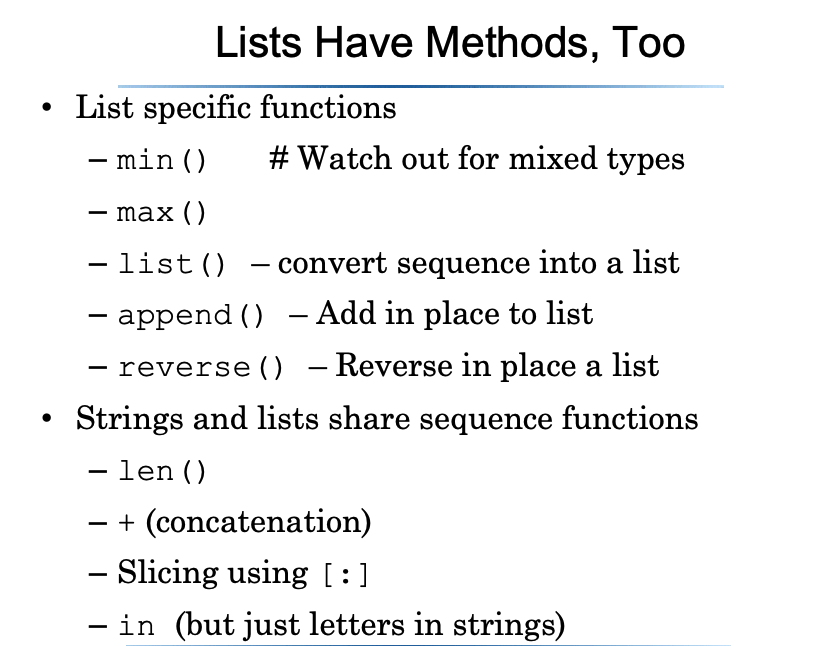 Lists Have Methods, Too
• List specific functions
– min() # Watch out for mixed types
– max()
– list() – convert sequence into a list
– append() – Add in place to list
– reverse() – Reverse in place a list
• Strings and lists share sequence functions
– len()
– + (concatenation)
– Slicing using [:]
– in (but just letters in strings)